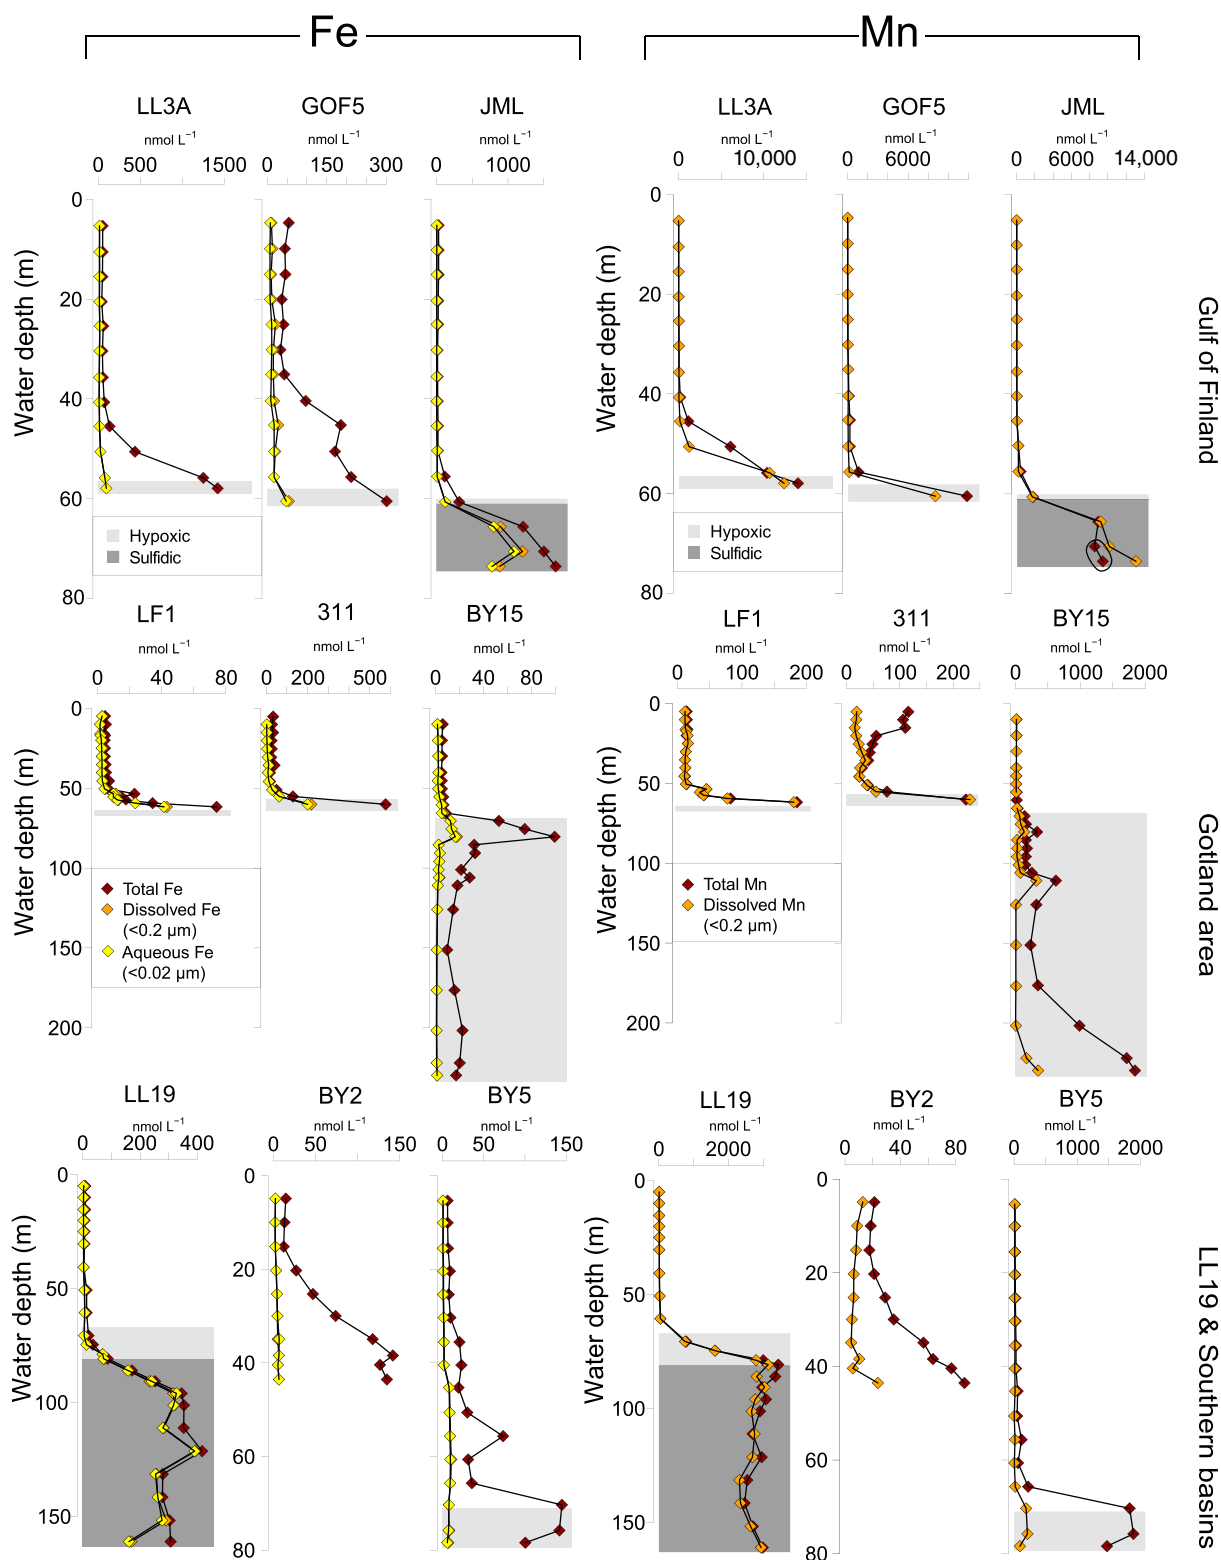 Fe Mn
LL3A GOF5 JML LL3A GOF5 JML
nmol L⁻¹ nmol L⁻¹ nmol L⁻¹ nmol L⁻¹ nmol L⁻¹ nmol L⁻¹
0 500 1500 0 150 300 0 1000 0 10,000 0 6000 0 6000 14,000
Water depth (m)
0
20
40
60
80
Hypoxic
Sulfidic
Water depth (m)
0
20
40
60
80
Hypoxic
Sulfidic
Gulf of Finland
LF1 311 BY15 LF1 311 BY15
nmol L⁻¹ nmol L⁻¹ nmol L⁻¹ nmol L⁻¹ nmol L⁻¹ nmol L⁻¹
0 40 80 0 200 600 0 40 80 0 100 200 0 100 200 0 1000 2000
Water depth (m)
0
50
100
150
200
Total Fe
Dissolved Fe
(<0.2 µm)
Aqueous Fe
(<0.02 µm)
Water depth (m)
0
50
100
150
200
Total Mn
Dissolved Mn
(<0.2 µm)
Gotland area
LL19 BY2 BY5 LL19 BY2 BY5
nmol L⁻¹ nmol L⁻¹ nmol L⁻¹ nmol L⁻¹ nmol L⁻¹ nmol L⁻¹
0 200 400 0 50 150 0 50 150 0 2000 0 40 80 0 1000 2000
Water depth (m)
0
50
100
150
0
20
40
60
80
Water depth (m)
0
50
100
150
0
20
40
60
80
LL19 & Southern basins